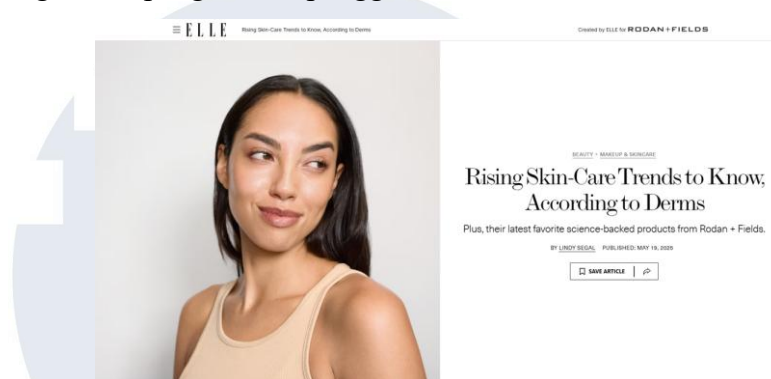 ELLE
Rising Skin-Care Trends to Know, According to Derms
Created by ELLE for RODAN+FIELDS
BEAUTY > MAKEUP & SKINCARE
Rising Skin-Care Trends to Know,
According to Derms
Plus, their latest favorite science-backed products from Rodan + Fields.
BY LINDY SEGAL PUBLISHED: MAY 19, 2025
SAVE ARTICLE